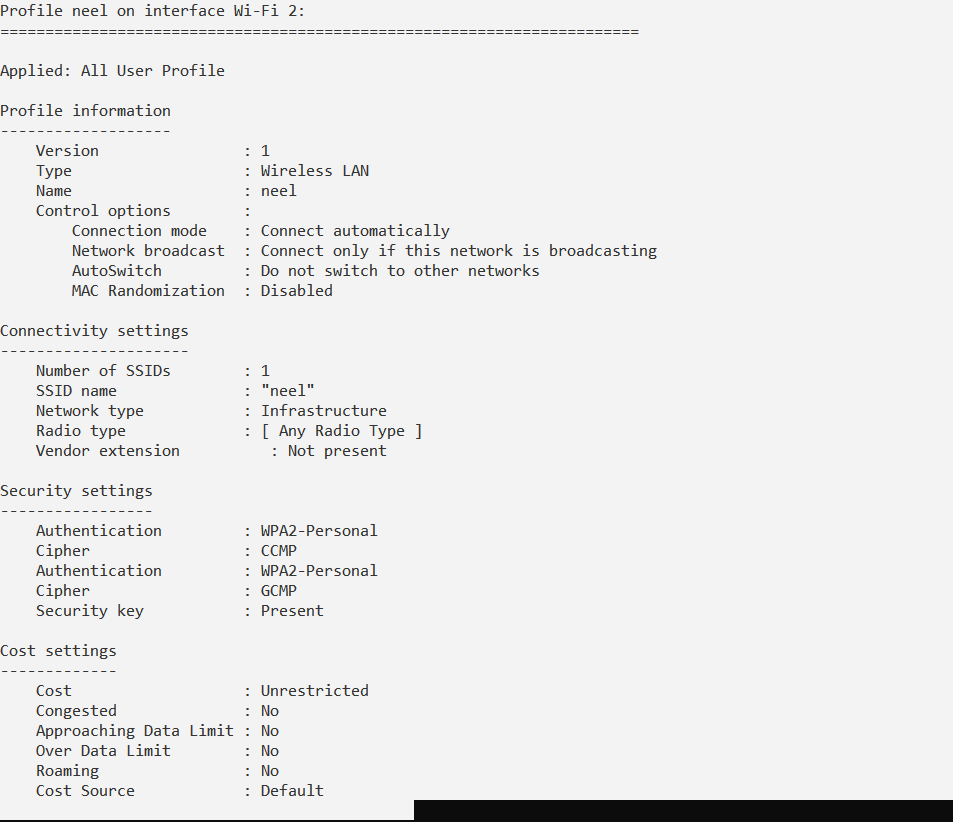 Profile neel on interface Wi-Fi 2:
=======================================================================
Applied: All User Profile
Profile information
-------------------
Version : 1
Type : Wireless LAN
Name : neel
Control options :
Connection mode : Connect automatically
Network broadcast : Connect only if this network is broadcasting
AutoSwitch : Do not switch to other networks
MAC Randomization : Disabled
Connectivity settings
---------------------
Number of SSIDs : 1
SSID name : "neel"
Network type : Infrastructure
Radio type : [ Any Radio Type ]
Vendor extension : Not present
Security settings
-----------------
Authentication : WPA2-Personal
Cipher : CCMP
Authentication : WPA2-Personal
Cipher : GCMP
Security key : Present
Cost settings
-------------
Cost : Unrestricted
Congested : No
Approaching Data Limit : No
Over Data Limit : No
Roaming : No
Cost Source : Default